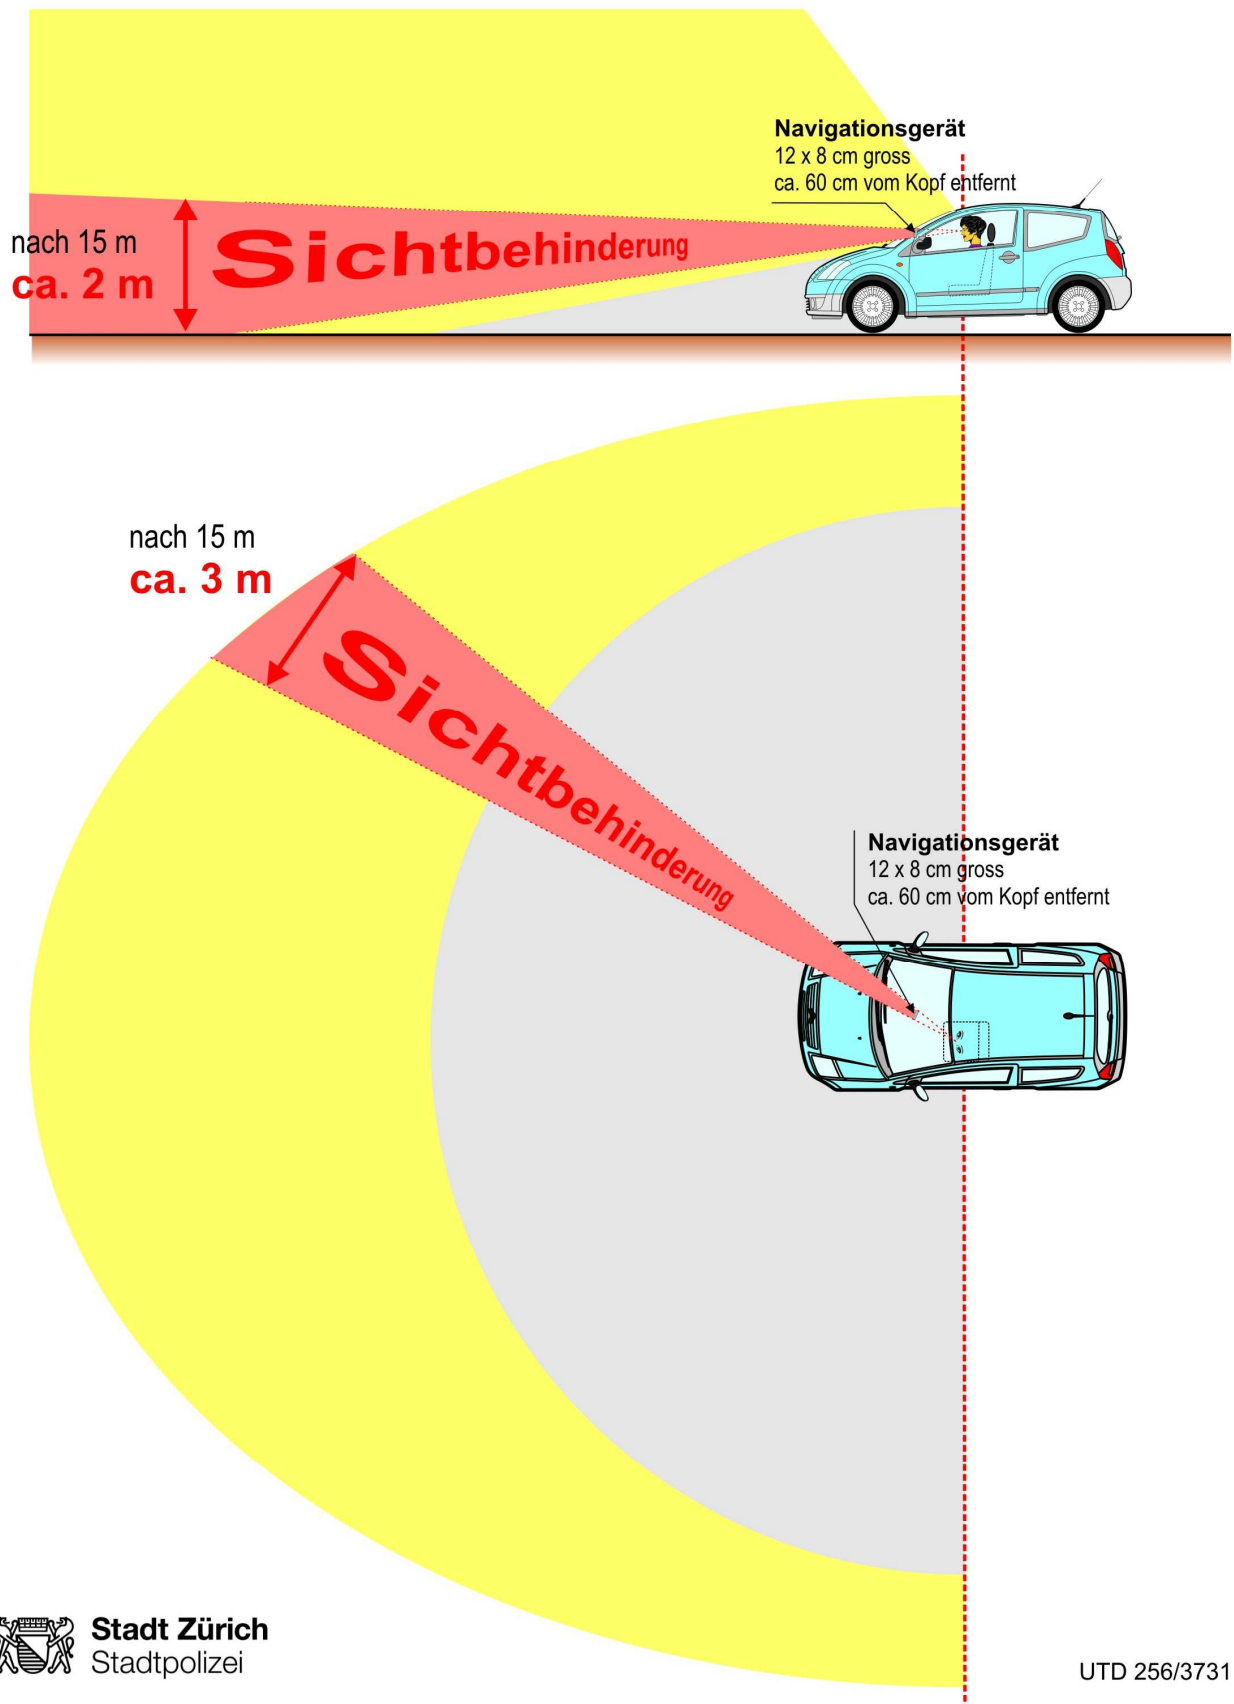 Navigationsgerät
12 x 8 cm gross
ca. 60 cm vom Kopf entfernt
nach 15 m
ca. 2 m
Sichtbehinderung
nach 15 m
ca. 3 m
Sichtbehinderung
Navigationsgerät
12 x 8 cm gross
ca. 60 cm vom Kopf entfernt
Stadt Zürich
Stadtpolizei
UTD 256/3731